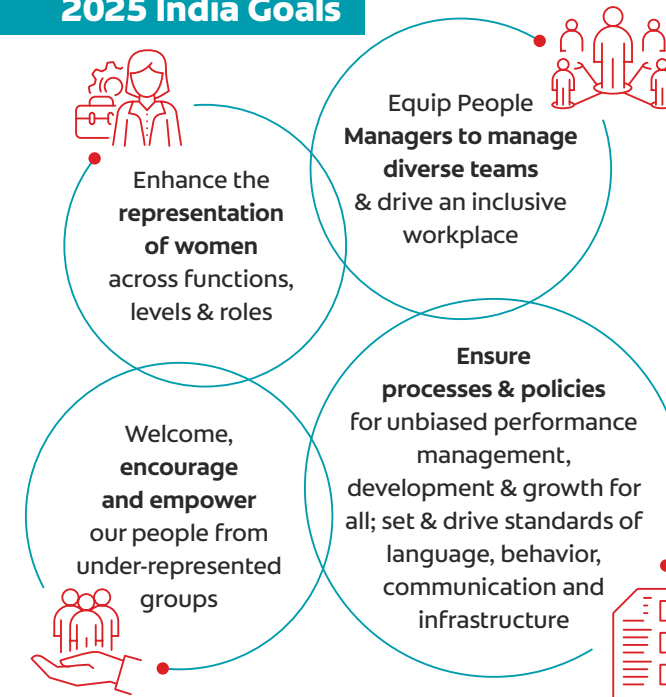 2025 India Goals
Enhance the
representation
of women
across functions,
levels & roles
Equip People
Managers to manage
diverse teams
& drive an inclusive
workplace
Welcome,
encourage
and empower
our people from
under-represented
groups
Ensure
processes & policies
for unbiased performance
management,
development & growth for
all; set & drive standards of
language, behavior,
communication and
infrastructure